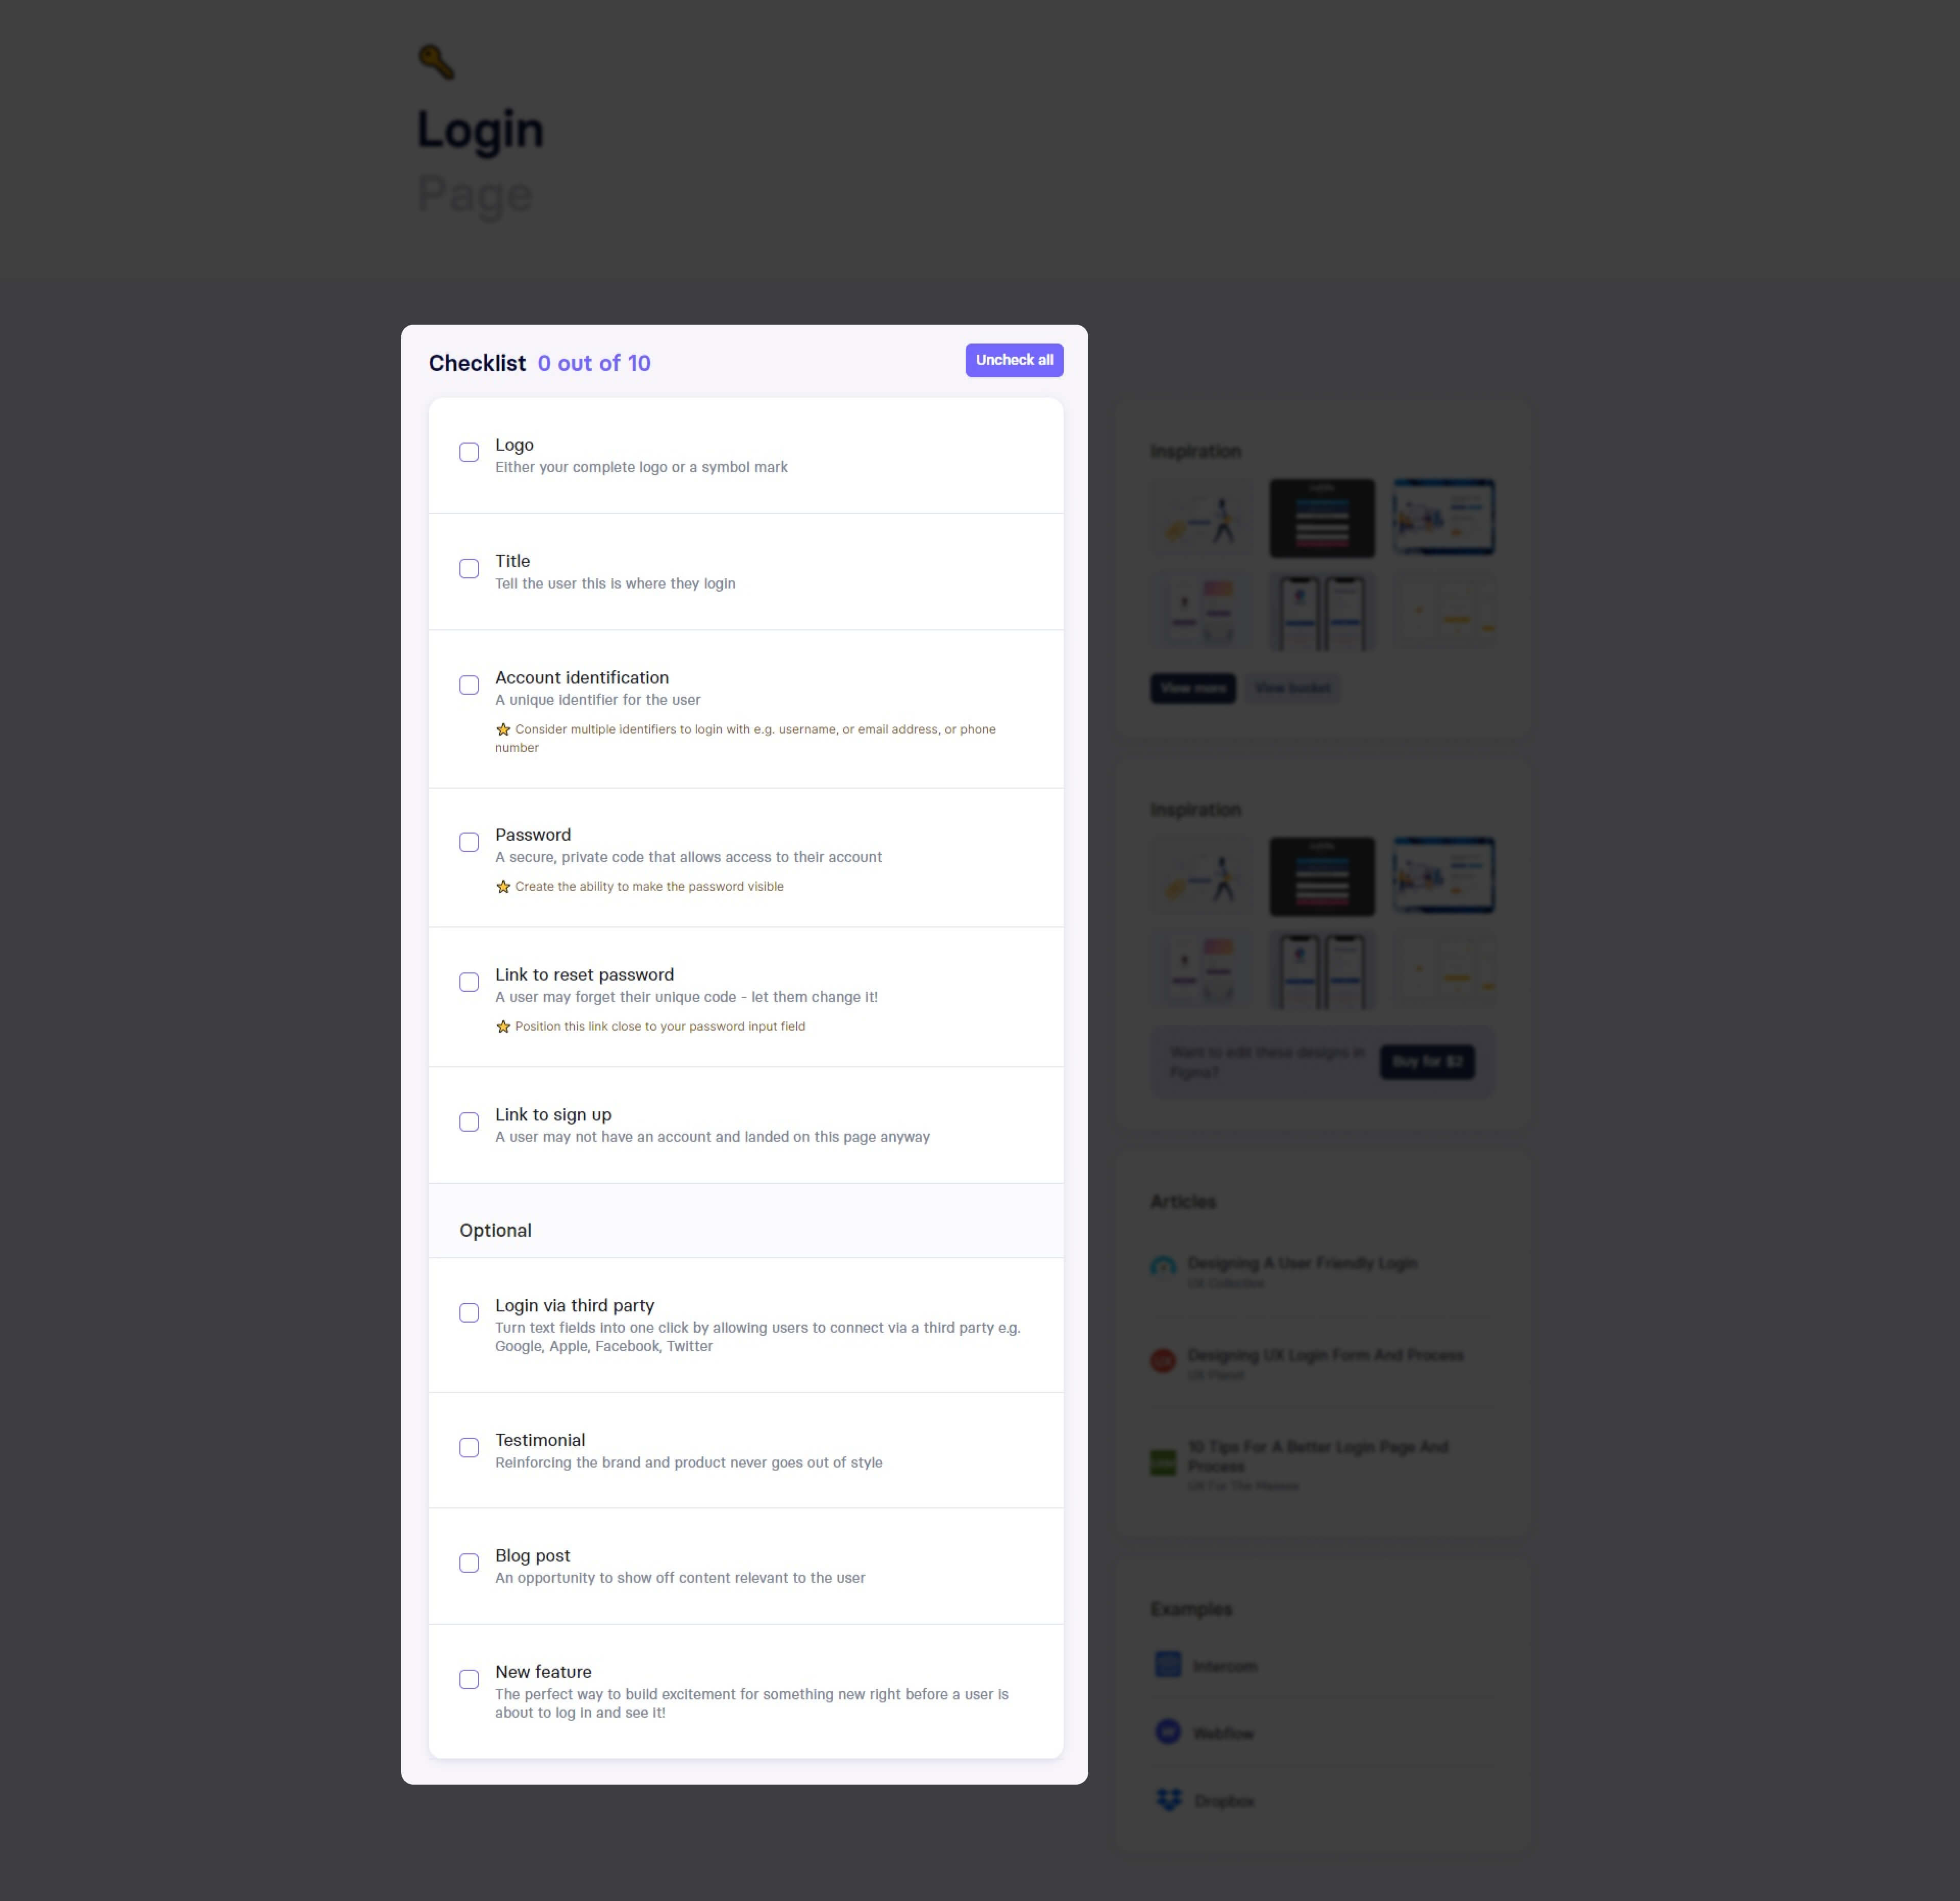 Login
Page
Checklist 0 out of 10
Uncheck all
Logo
Either your complete logo or a symbol mark
Title
Tell the user this is where they login
Account identification
A unique identifier for the user
Consider multiple identifiers to login with e.g. username, or email address, or phone
number
Password
A secure, private code that allows access to their account
Create the ability to make the password visible
Link to reset password
A user may forget their unique code - let them change it!
Position this link close to your password input field
Link to sign up
A user may not have an account and landed on this page anyway
Optional
Login via third party
Turn text fields into one click by allowing users to connect via a third party e.g.
Google, Apple, Facebook, Twitter
Testimonial
Reinforcing the brand and product never goes out of style
Blog post
An opportunity to show off content relevant to the user
New feature
The perfect way to build excitement for something new right before a user is
about to log in and see it!
Inspiration
View more
View bucket
Inspiration
Want to edit these designs in
Figma?
Buy for $2
Articles
Designing A User Friendly Login
UX Collective
Designing UX Login Form And Process
UX Planet
10 Tips For A Better Login Page And
Process
UX For The Masses
Examples
Intercom
Webflow
Dropbox